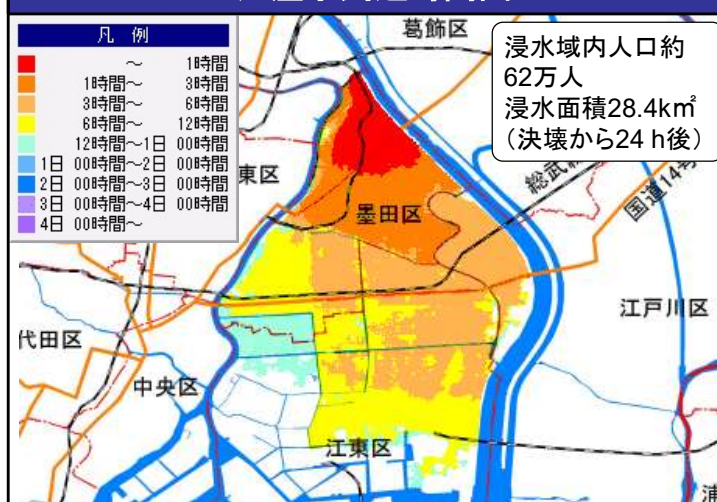 葛飾区
凡 例
～ 1時間
1時間～ 3時間
3時間～ 6時間
6時間～ 12時間
12時間～1日 00時間
1日 00時間～2日 00時間
2日 00時間～3日 00時間
3日 00時間～4日 00時間
4日 00時間～
浸水域内人口約
62万人
浸水面積28.4km²
（決壊から24ｈ後）
東区
総武
国道14号
墨田区
江戸川区
代田区
中央区
江東区
浦